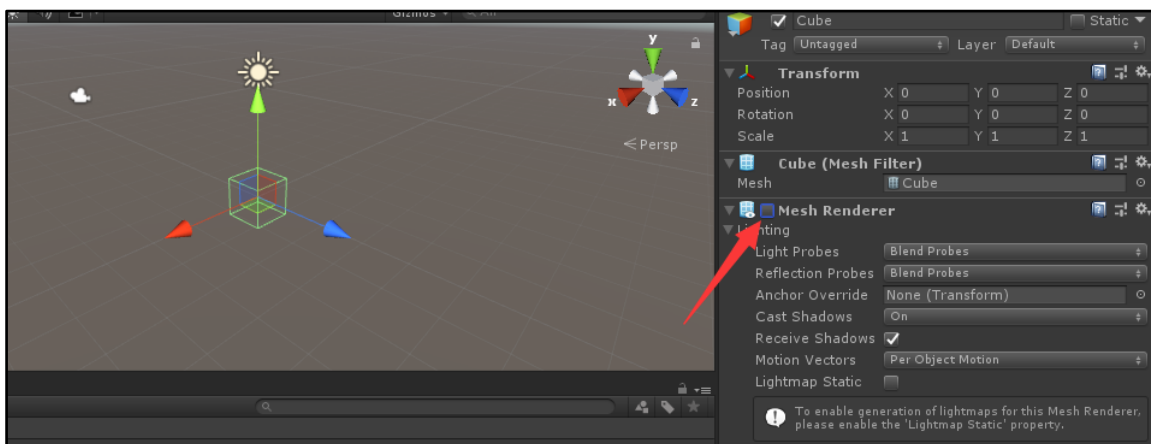 Gizmos
All
Cube
Static
Tag Untagged Layer Default
y
x
z
Persp
Transform
Position X 0 Y 0 Z 0
Rotation X 0 Y 0 Z 0
Scale X 1 Y 1 Z 1
Cube (Mesh Filter)
Mesh Cube
Mesh Renderer
Lighting
Light Probes Blend Probes
Reflection Probes Blend Probes
Anchor Override None (Transform)
Cast Shadows On
Receive Shadows
Motion Vectors Per Object Motion
Lightmap Static
To enable generation of lightmaps for this Mesh Renderer,
please enable the 'Lightmap Static' property.